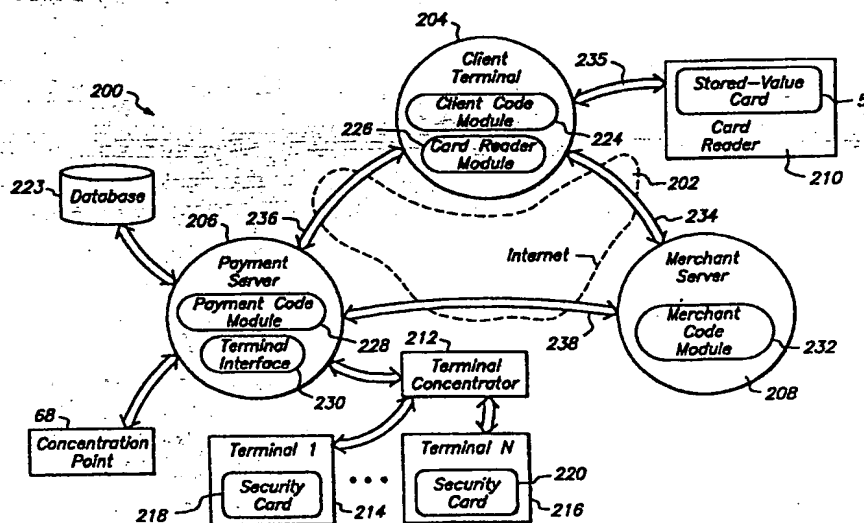 204
235
Client
Terminal
200
Client Code
Module
Stored-Value
Card
5
226
224
Card Reader
Module
Card
Reader
210
202
223
Database
236
234
206
Internet
Payment
Server
Merchant
Server
Payment Code
Module
Merchant
Code
Module
228
212
238
232
Terminal
Interface
Terminal
Concentrator
230
208
68
Concentration
Point
Terminal 1
Terminal N
220
Security
Card
Security
Card
218
214
216